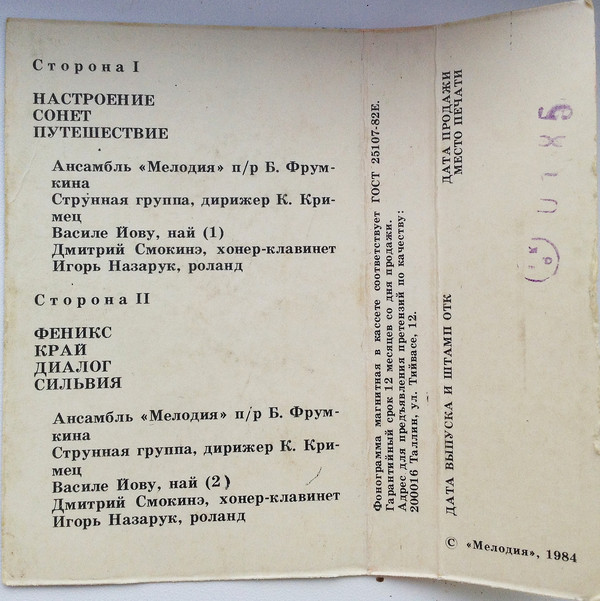 Сторона I
НАСТРОЕНИЕ
СОНЕТ
ПУТЕШЕСТВИЕ
Ансамбль «Мелодия» п/р Б. Фрум-
кина
Струнная группа, дирижер К. Кри-
мец
Василе Йову, най (1)
Дмитрий Смокинэ, хонер-клавинет
Игорь Назарук, роланд
Сторона II
ФЕНИКС
КРАЙ
ДИАЛОГ
СИЛЬВИЯ
Ансамбль «Мелодия» п/р Б. Фрум-
кина
Струнная группа, дирижер К. Кри-
мец
Василе Йову, най (2)
Дмитрий Смокинэ, хонер-клавинет
Игорь Назарук, роланд
Фонограмма магнитная в кассете соответствует ГОСТ 25107-82Е.
Гарантийный срок 12 месяцев со дня продажи.
Адрес для предъявления претензий по качеству:
200016 Таллин, ул. Тийвасе, 12.
ДАТА ВЫПУСКА И ШТАМП ОТК
ДАТА ПРОДАЖИ
МЕСТО ПЕЧАТИ
© «Мелодия», 1984